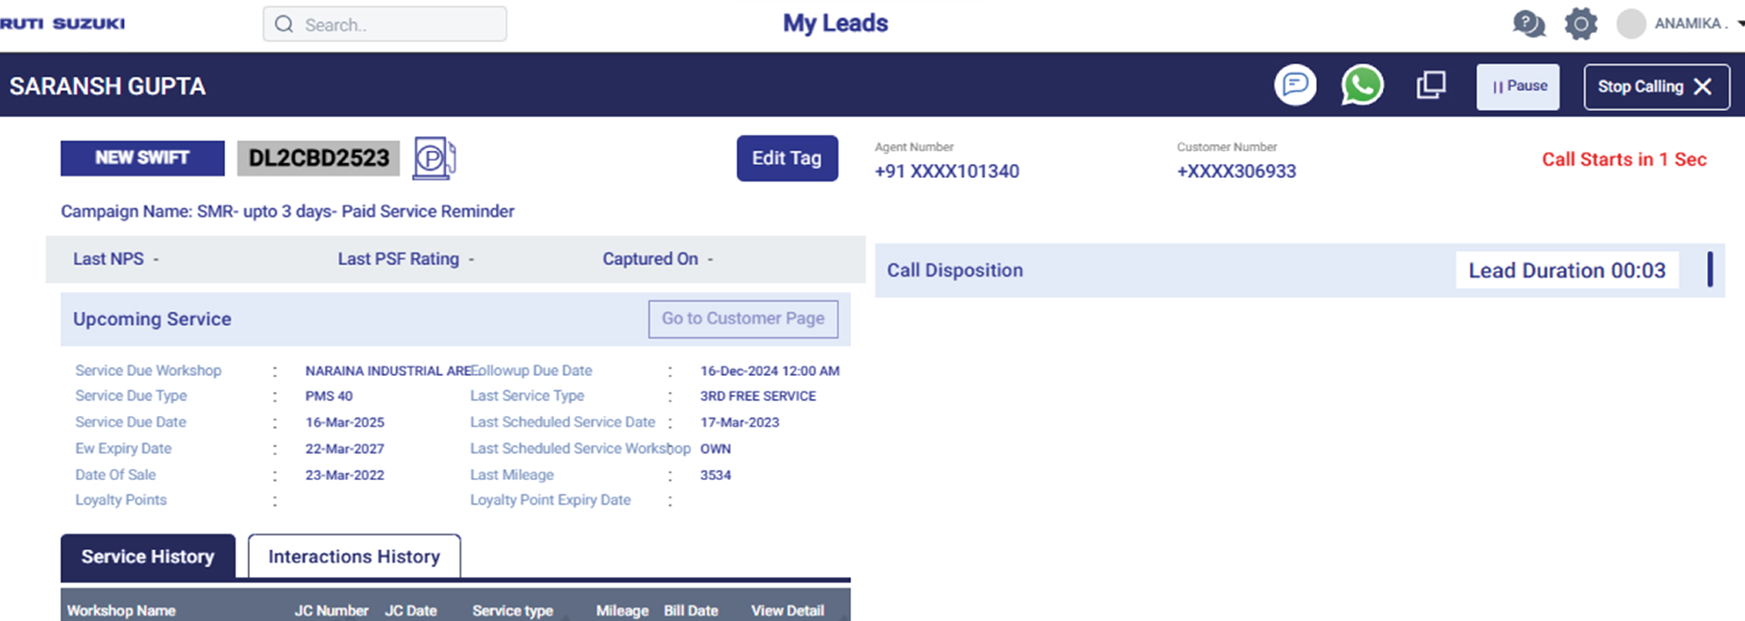 RUTI SUZUKI
Search..
My Leads
ANAMIKA .
SARANSH GUPTA
Pause
Stop Calling
NEW SWIFT
DL2CBD2523
P
Edit Tag
Agent Number
+91 XXXX101340
Customer Number
+XXXX306933
Call Starts in 1 Sec
Campaign Name: SMR- upto 3 days- Paid Service Reminder
Last NPS -
Last PSF Rating -
Captured On -
Call Disposition
Lead Duration 00:03
Upcoming Service
Go to Customer Page
Service Due Workshop : NARAINA INDUSTRIAL ARE
Followup Due Date : 16-Dec-2024 12:00 AM
Service Due Type : PMS 40
Last Service Type : 3RD FREE SERVICE
Service Due Date : 16-Mar-2025
Last Scheduled Service Date : 17-Mar-2023
Ew Expiry Date : 22-Mar-2027
Last Scheduled Service Workshop : OWN
Date Of Sale : 23-Mar-2022
Last Mileage : 3534
Loyalty Points :
Loyalty Point Expiry Date :
Service History
Interactions History
Workshop Name JC Number JC Date Service type Mileage Bill Date View Detail